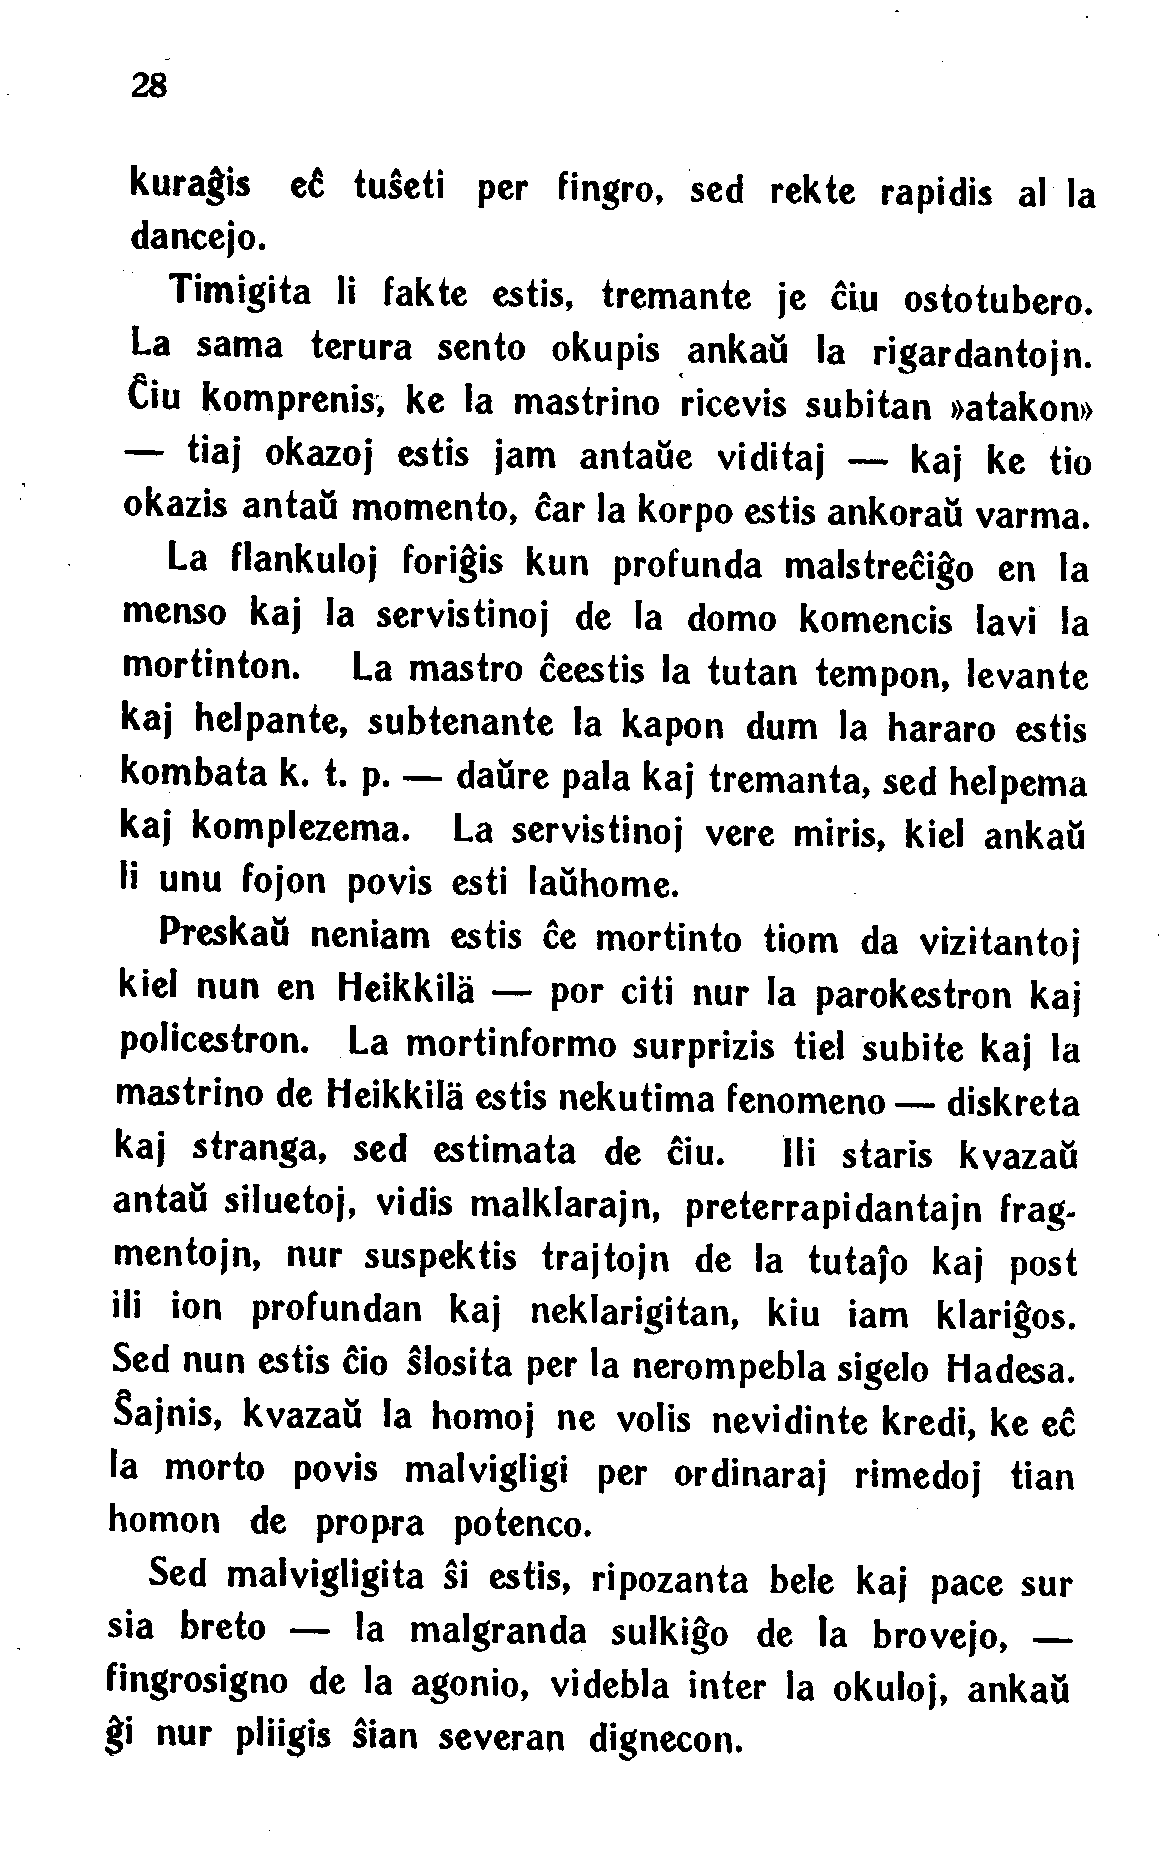 28
kuraĝis eĉ tuŝeti per fingro, sed rekte rapidis al la
dancejo.
Timigita li fakte estis, tremante je ĉiu ostotubero.
La sama terura sento okupis ankaŭ la rigardantojn.
Ĉiu komprenis, ke la mastrino ricevis subitan »atakon»
— tiaj okazoj estis jam antaŭe viditaj — kaj ke tio
okazis antaŭ momento, ĉar la korpo estis ankoraŭ varma.
La flankuloj foriĝis kun profunda malstreĉiĝo en la
menso kaj la servistinoj de la domo komencis lavi la
mortinton. La mastro ĉeestis la tutan tempon, levante
kaj helpante, subtenante la kapon dum la hararo estis
kombata k. t. p. — daŭre pala kaj tremanta, sed helpema
kaj komplezema. La servistinoj vere miris, kiel ankaŭ
li unu fojon povis esti laŭhome.
Preskaŭ neniam estis ĉe mortinto tiom da vizitantoj
kiel nun en Heikkilä — por citi nur la parokestron kaj
policestron. La mortinformo surprizis tiel subite kaj la
mastrino de Heikkilä estis nekutima fenomeno — diskreta
kaj stranga, sed estimata de ĉiu. Ili staris kvazaŭ
antaŭ siluetoj, vidis malklarajn, preterrapidantajn frag-
mentojn, nur suspektis trajtojn de la tutaĵo kaj post
ili ion profundan kaj neklarigitan, kiu iam klariĝos.
Sed nun estis ĉio ŝlosita per la nerompebla sigelo Hadesa.
Ŝajnis, kvazaŭ la homoj ne volis nevidinte kredi, ke eĉ
la morto povis malvigligi per ordinaraj rimedoj tian
homon de propra potenco.
Sed malvigligita ŝi estis, ripozanta bele kaj pace sur
sia breto — la malgranda sulkiĝo de la brovejo, —
fingrosigno de la agonio, videbla inter la okuloj, ankaŭ
ĝi nur pliigis ŝian severan dignecon.